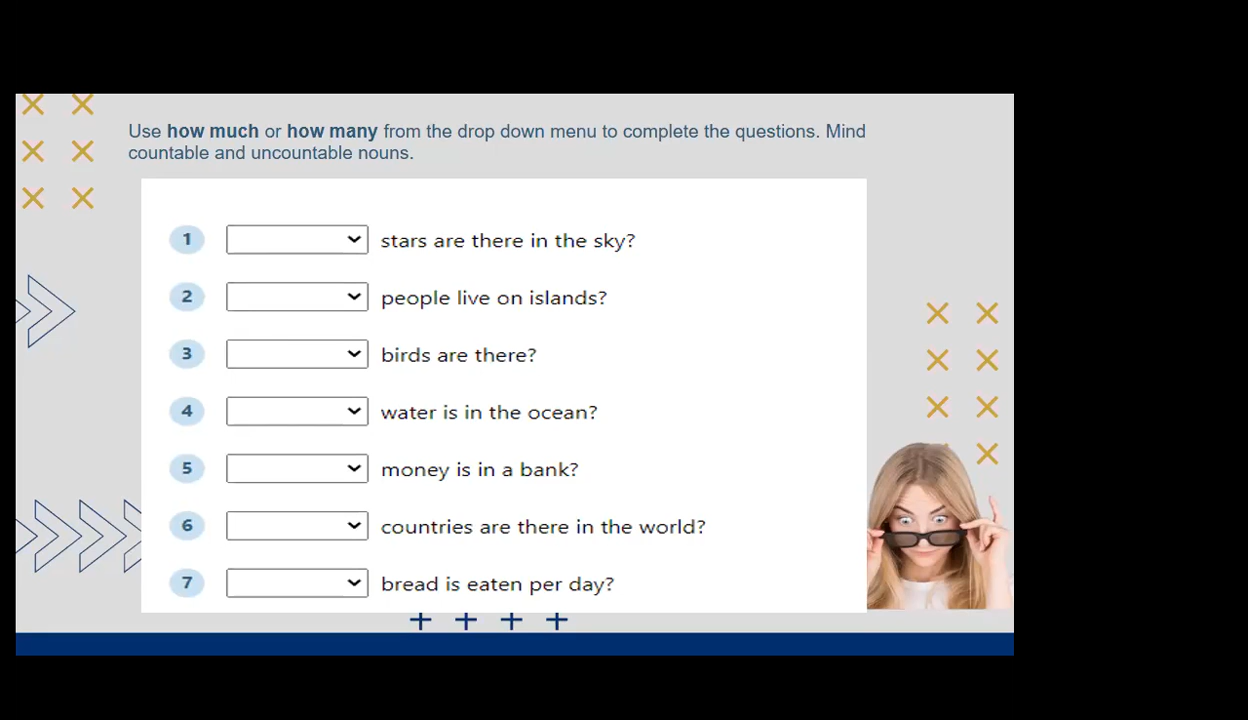 Use how much or how many from the drop down menu to complete the questions. Mind
countable and uncountable nouns.
1 stars are there in the sky?
2 people live on islands?
3 birds are there?
4 water is in the ocean?
5 money is in a bank?
6 countries are there in the world?
7 bread is eaten per day?